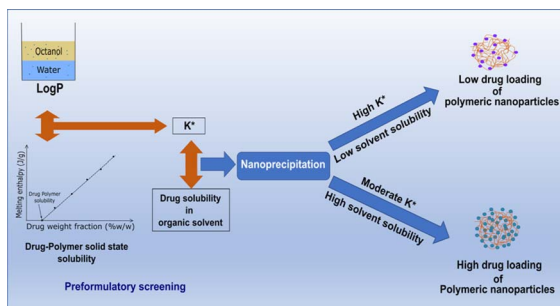 Octanol
Water
LogP
K*
Melting enthalpy (J/g)
Drug Polymer
solubility
Drug weight fraction (%w/w)
Drug-Polymer solid state
solubility
Drug solubility
in
organic solvent
Preformulatory screening
Nanoprecipitation
High K*
Low solvent solubility
Moderate K*
High solvent solubility
Low drug loading
of
polymeric nanoparticles
High drug loading
of
Polymeric nanoparticles